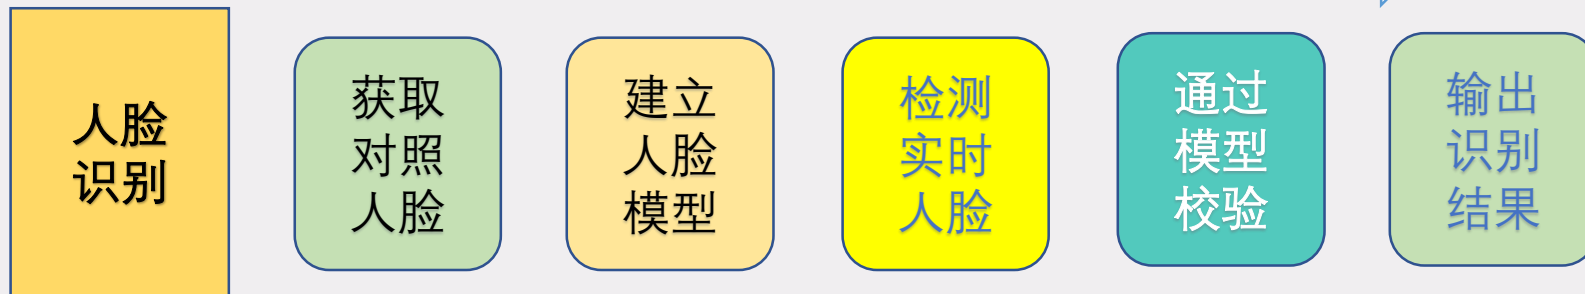 人脸
识别
获取
对照
人脸
建立
人脸
模型
检测
实时
人脸
通过
模型
校验
输出
识别
结果